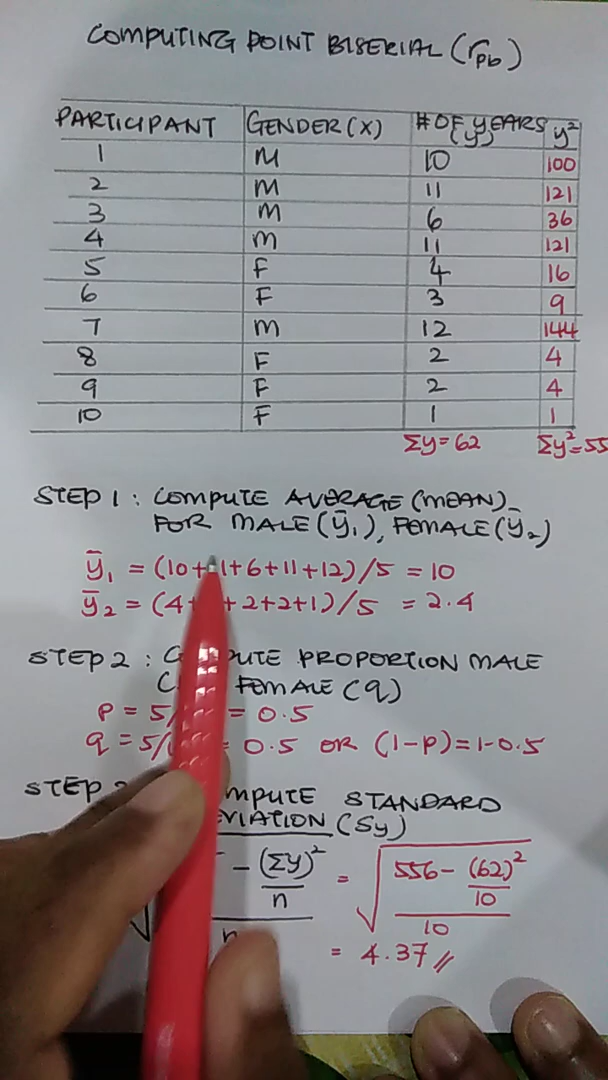 COMPUTING POINT BISERIAL (rpb)
PARTICIPANT GENDER (X) # OF YEARS (y) y²
1 M 10 100
2 M 11 121
3 M 6 36
4 M 11 121
5 F 4 16
6 F 3 9
7 M 12 144
8 F 2 4
9 F 2 4
10 F 1 1
Σy = 62 Σy²=55
STEP 1 : COMPUTE AVERAGE (MEAN)
FOR MALE (ȳ₁), FEMALE (ȳ₂)
ȳ₁ = (10+11+6+11+12)/5 = 10
ȳ₂ = (4+ +2+2+1)/5 = 2.4
STEP 2 : COMPUTE PROPORTION MALE
FEMALE (q)
P = 5/ = 0.5
q = 5/ = 0.5 OR (1-P)=1-0.5
STEP MPUTE STANDARD
VIATION (Sy)
- (Σy)²/n = √(556 - (62)²/10)/10
= 4.37 //